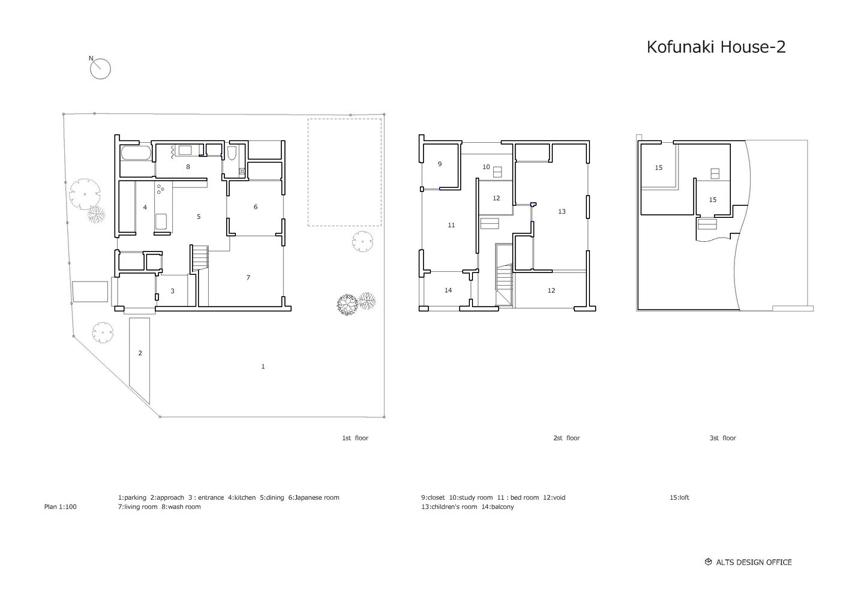 Kofunaki House-2
N
8
4
5
6
7
3
2
1
9
10
12
11
13
14
12
15
15
1st floor
2st floor
3st floor
1:parking 2:approach 3 : entrance 4:kitchen 5:dining 6:Japanese room
7:living room 8:wash room
9:closet 10:study room 11 : bed room 12:void
13:children's room 14:balcony
15:loft
Plan 1:100
ALTS DESIGN OFFICE